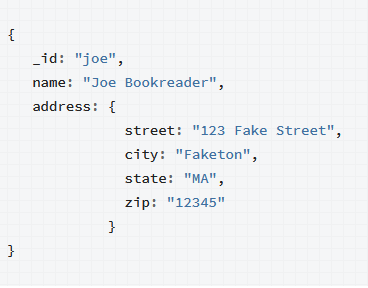 {
   _id: "joe",
   name: "Joe Bookreader",
   address: {
              street: "123 Fake Street",
              city: "Faketon",
              state: "MA",
              zip: "12345"
            }
}